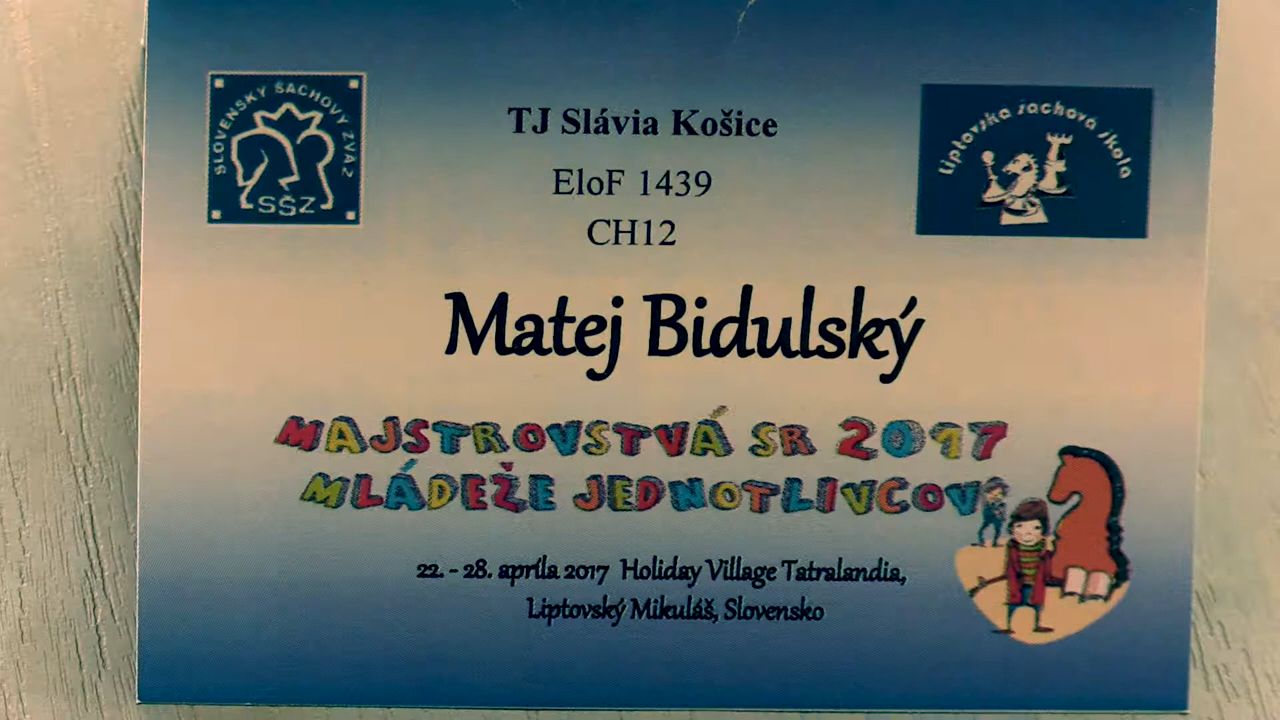 SLOVENSKÝ ŠACHOVÝ ZVÄZ
SŠZ
TJ Slávia Košice
EloF 1439
CH12
Liptovska šachová škola
Matej Bidulský
MAJSTROVSTVÁ SR 2017
MLÁDEŽE JEDNOTLIVCOV
22. - 28. apríla 2017 Holiday Village Tatralandia,
Liptovský Mikuláš, Slovensko